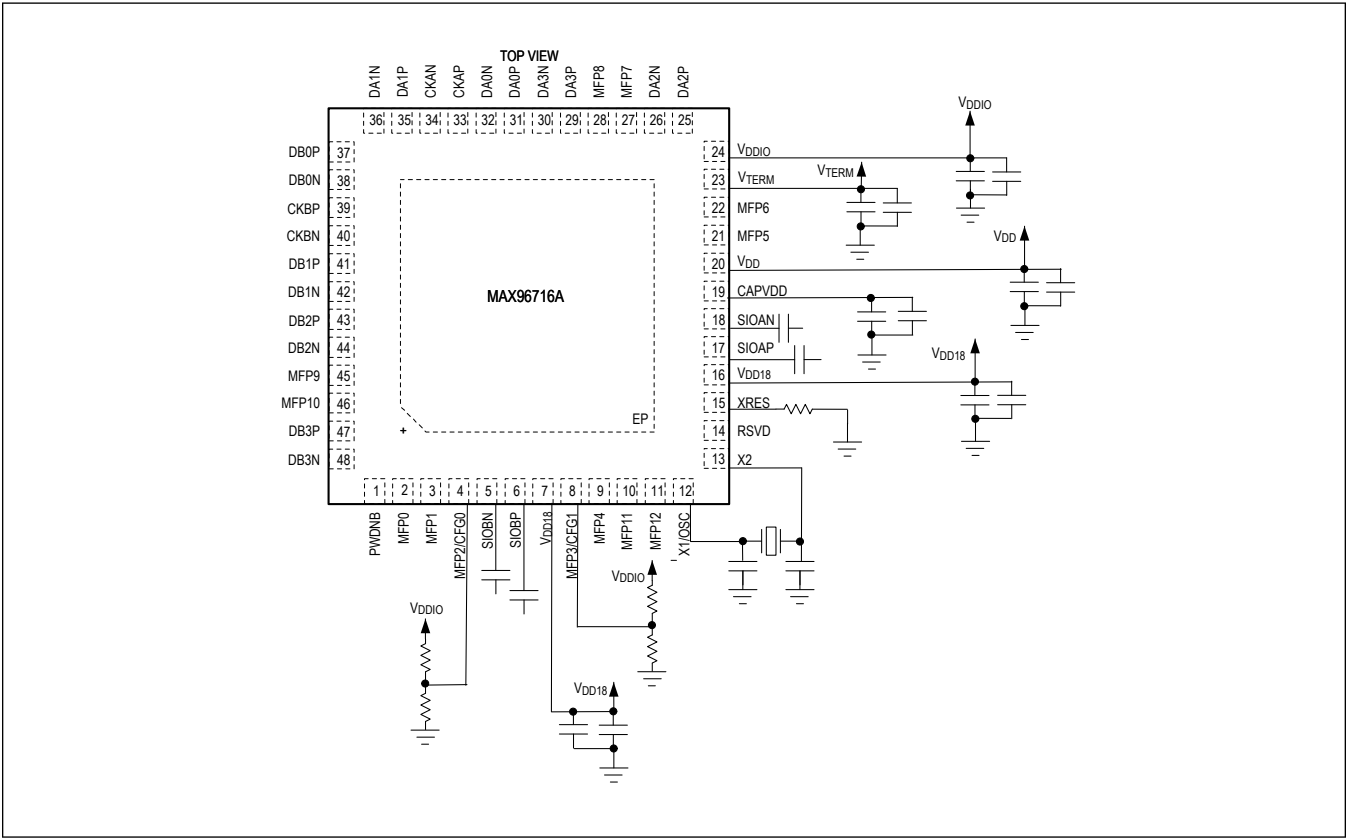 TOP VIEW
DA1N DA1P CKAN CKAP DA0N DA0P DA3N DA3P MFP8 MFP7 DA2N DA2P
36 35 34 33 32 31 30 29 28 27 26 25
DB0P 37
DB0N 38
CKBP 39
CKBN 40
DB1P 41
DB1N 42
DB2P 43
DB2N 44
MFP9 45
MFP10 46
DB3P 47
DB3N 48
MAX96716A
EP
+
24 VDDIO
23 VTERM
22 MFP6
21 MFP5
20 VDD
19 CAPVDD
18 SIOAN
17 SIOAP
16 VDD18
15 XRES
14 RSVD
13 X2
VDDIO
VTERM
VDD
VDD18
1 2 3 4 5 6 7 8 9 10 11 12
PWDNB MFP0 MFP1 MFP2/CFG0 SIOBN SIOBP VDD18 MFP3/CFG1 MFP4 MFP11 MFP12 X1/OSC
VDDIO
VDDIO
VDD18